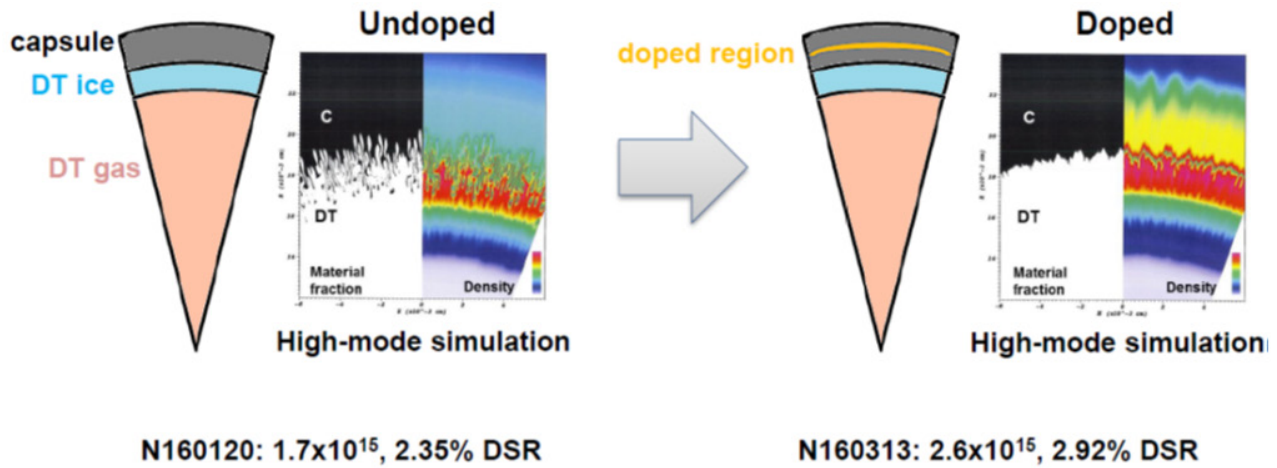 Undoped
capsule
DT ice
DT gas
C
DT
Material
fraction
Density
High-mode simulation
N160120: 1.7x10¹⁵, 2.35% DSR
Doped
doped region
C
DT
Material
fraction
Density
High-mode simulation
N160313: 2.6x10¹⁵, 2.92% DSR